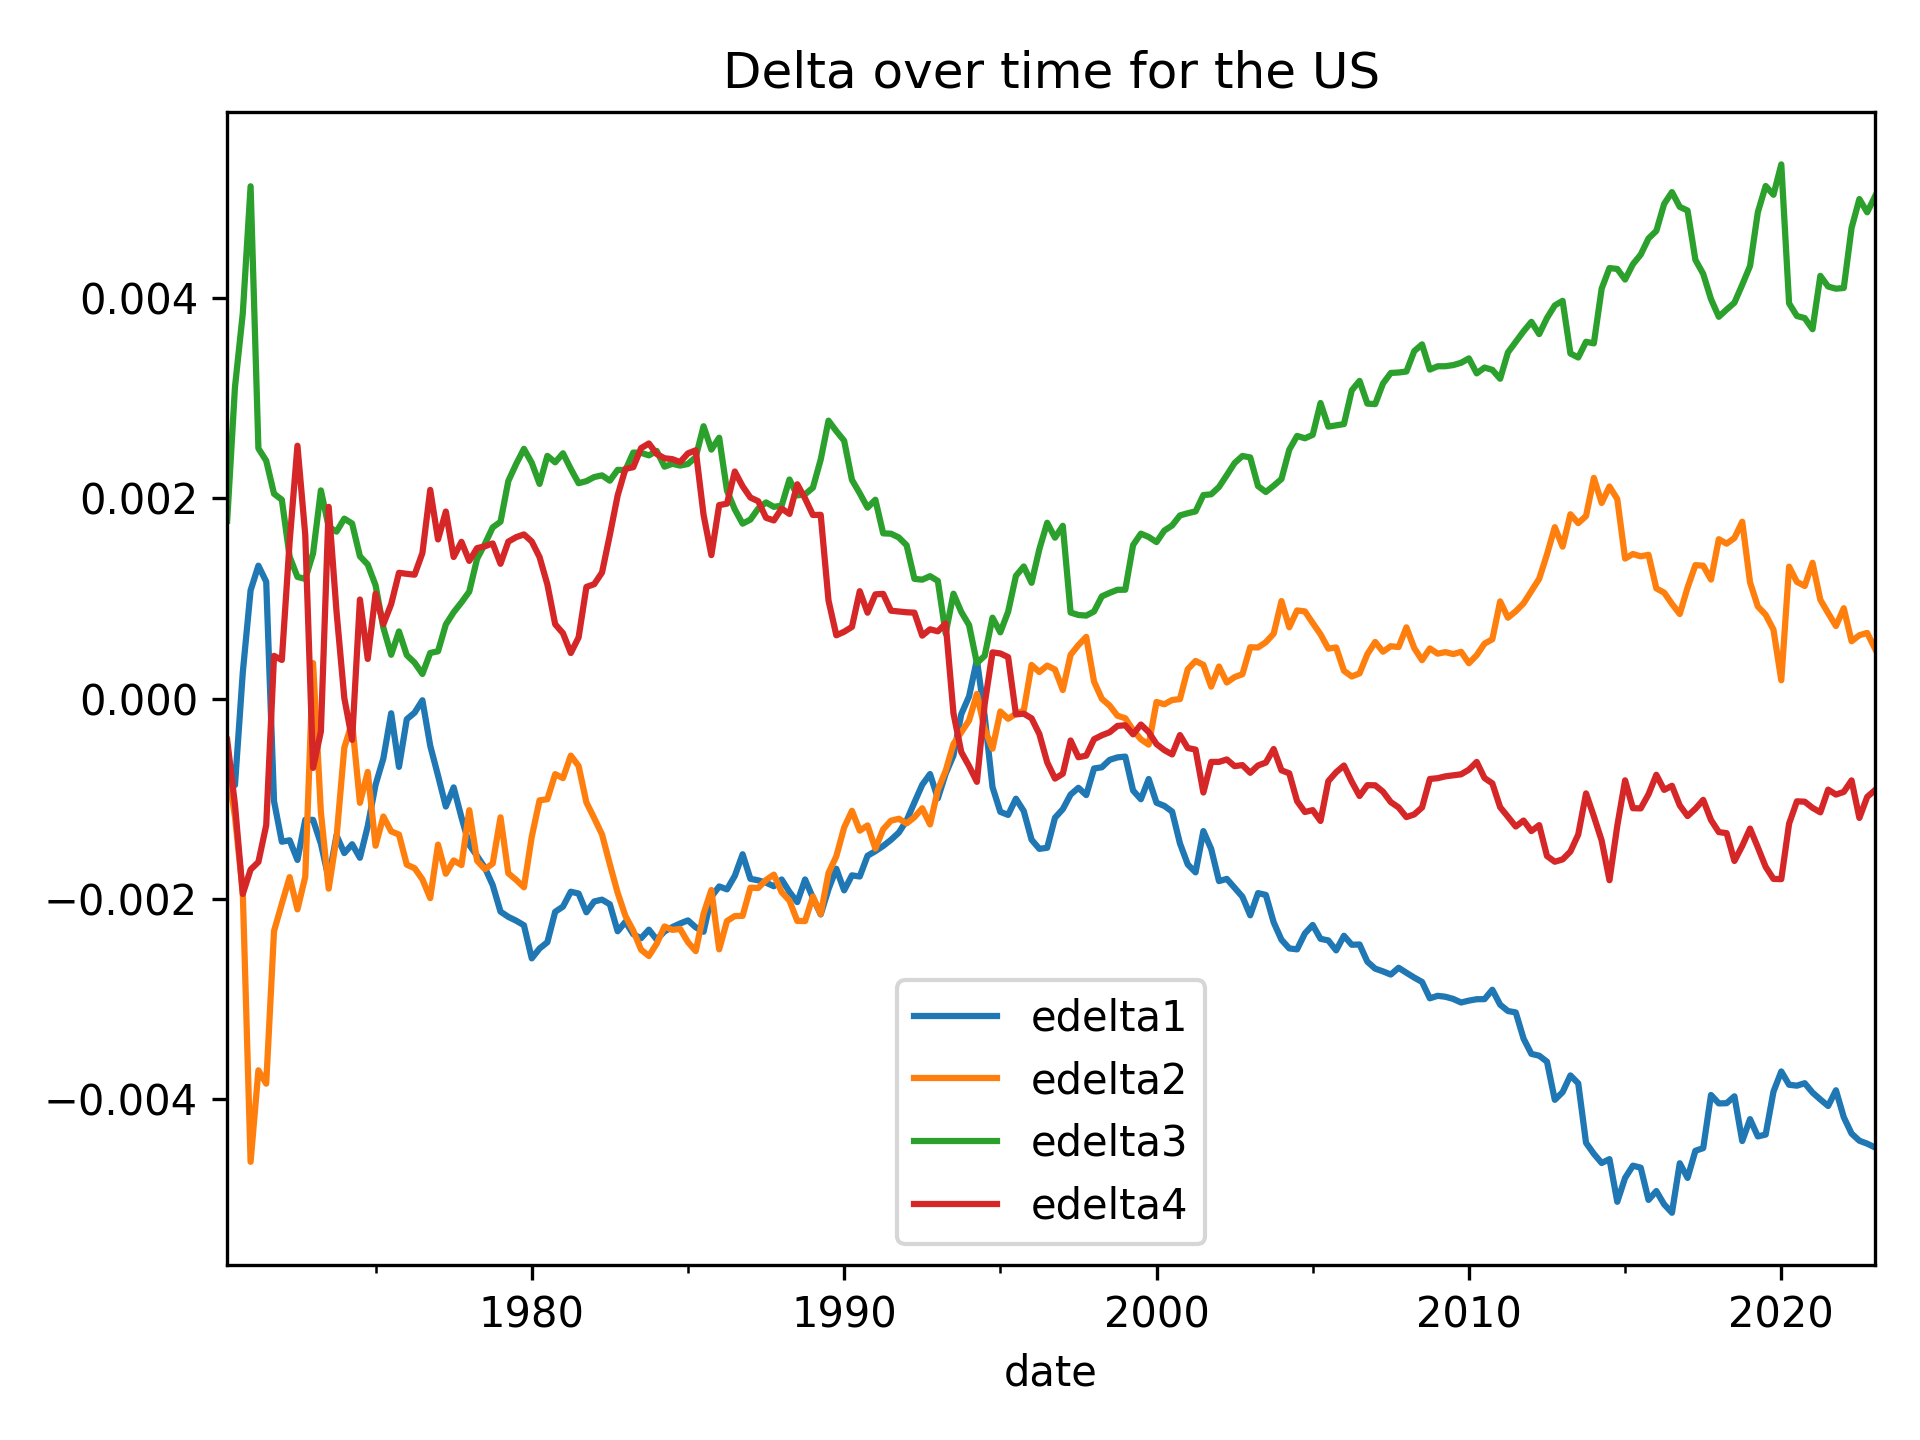 Delta over time for the US
0.004
0.002
0.000
−0.002
−0.004
edelta1
edelta2
edelta3
edelta4
1980 1990 2000 2010 2020
date